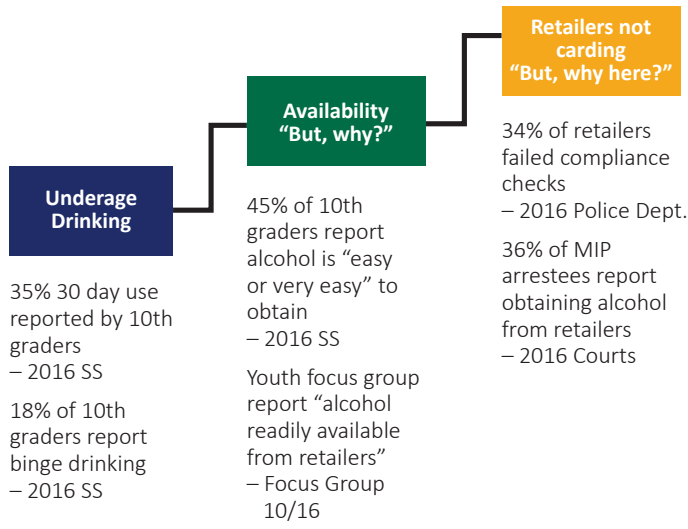 Underage
Drinking
35% 30 day use
reported by 10th
graders
– 2016 SS
18% of 10th
graders report
binge drinking
– 2016 SS
Availability
“But, why?”
45% of 10th
graders report
alcohol is “easy
or very easy” to
obtain
– 2016 SS
Youth focus group
report “alcohol
readily available
from retailers”
– Focus Group
10/16
Retailers not
carding
“But, why here?”
34% of retailers
failed compliance
checks
– 2016 Police Dept.
36% of MIP
arrestees report
obtaining alcohol
from retailers
– 2016 Courts